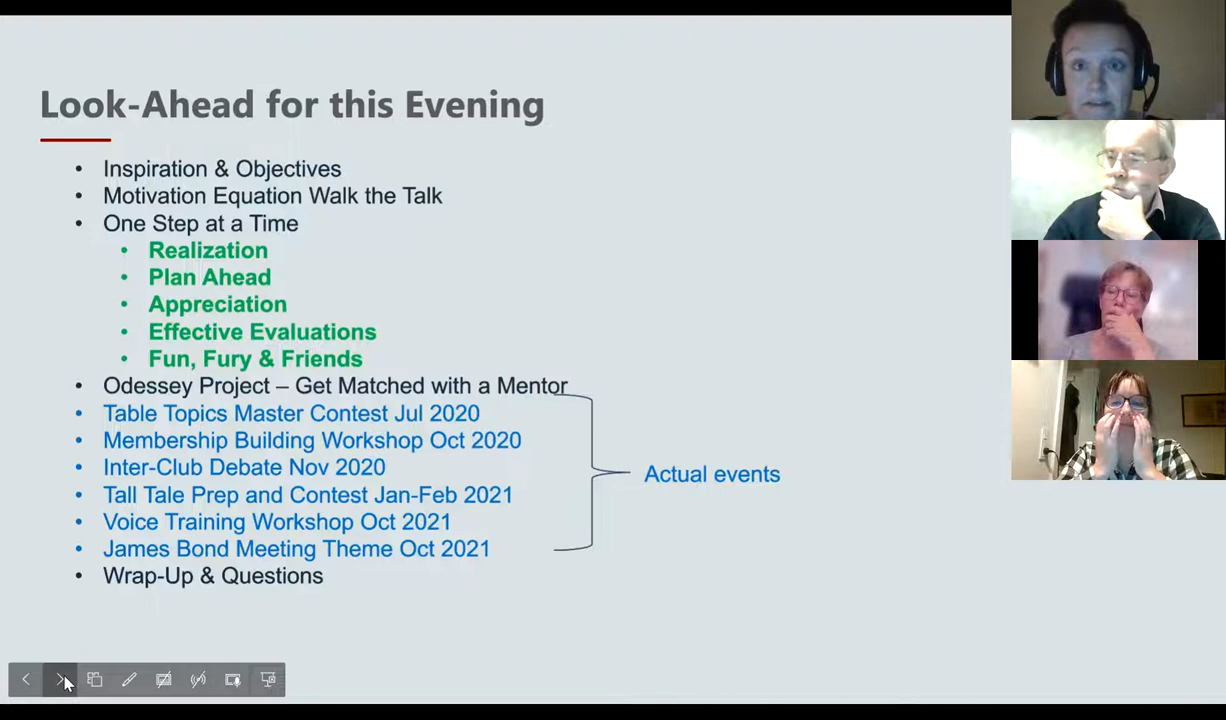 Look-Ahead for this Evening
• Inspiration & Objectives
• Motivation Equation Walk the Talk
• One Step at a Time
• Realization
• Plan Ahead
• Appreciation
• Effective Evaluations
• Fun, Fury & Friends
• Odessey Project – Get Matched with a Mentor
• Table Topics Master Contest Jul 2020
• Membership Building Workshop Oct 2020
• Inter-Club Debate Nov 2020
• Tall Tale Prep and Contest Jan-Feb 2021
• Voice Training Workshop Oct 2021
• James Bond Meeting Theme Oct 2021
• Wrap-Up & Questions
Actual events